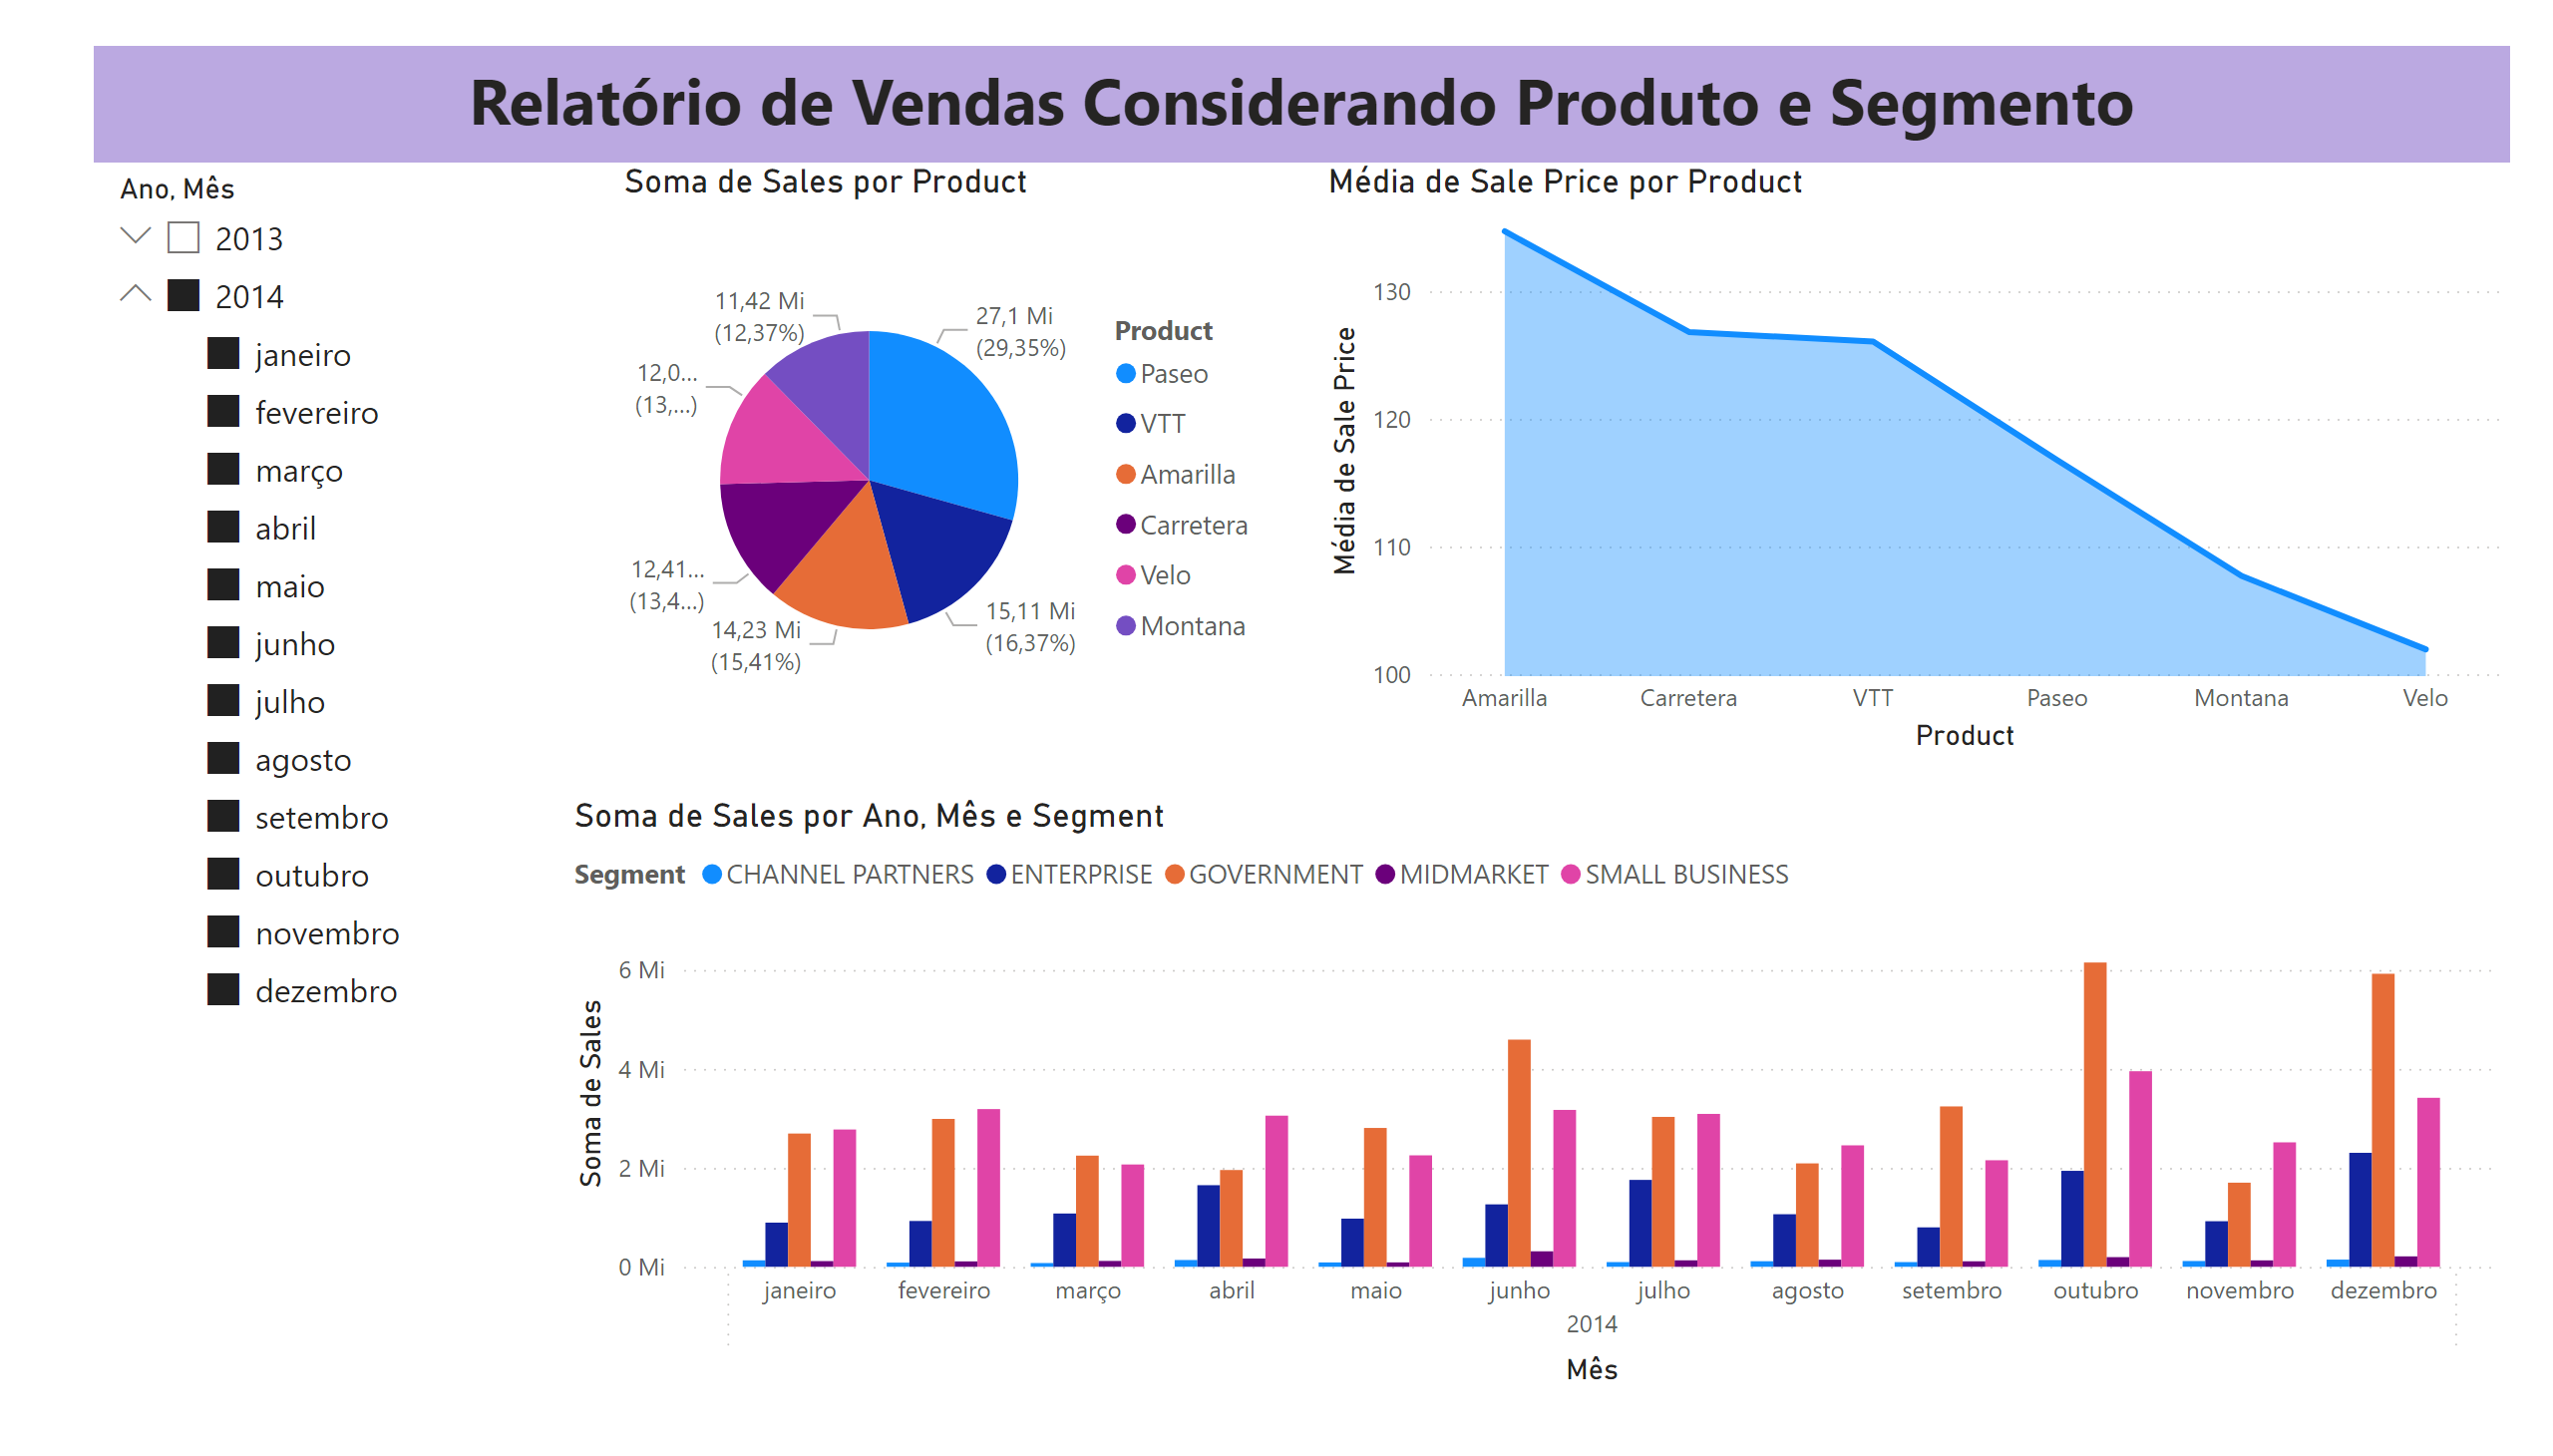 Relatório de Vendas Considerando Produto e Segmento
Ano, Mês
2013
2014
janeiro
fevereiro
março
abril
maio
junho
julho
agosto
setembro
outubro
novembro
dezembro
Soma de Sales por Product
11,42 Mi
(12,37%)
27,1 Mi
(29,35%)
12,0...
(13,...)
12,41...
(13,4...)
14,23 Mi
(15,41%)
15,11 Mi
(16,37%)
Product
Paseo
VTT
Amarilla
Carretera
Velo
Montana
Média de Sale Price por Product
Média de Sale Price
130
120
110
100
Amarilla Carretera VTT Paseo Montana Velo
Product
Soma de Sales por Ano, Mês e Segment
Segment CHANNEL PARTNERS ENTERPRISE GOVERNMENT MIDMARKET SMALL BUSINESS
Soma de Sales
6 Mi
4 Mi
2 Mi
0 Mi
janeiro fevereiro março abril maio junho julho agosto setembro outubro novembro dezembro
2014
Mês